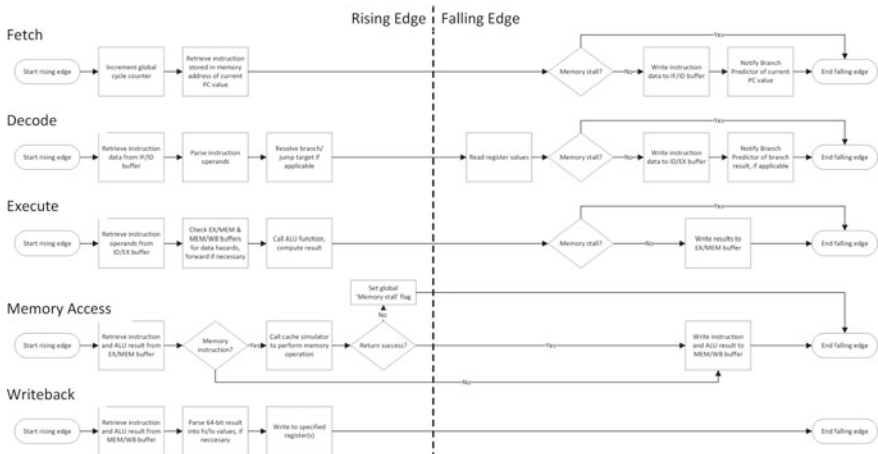 Rising Edge
Falling Edge
Fetch
Start rising edge
Increment global
cycle counter
Retrieve instruction
stored in memory
address of current
PC value
Memory stall?
Yes
No
Write instruction
data to IF/ID buffer
Notify Branch
Predictor of current
PC value
End falling edge
Decode
Start rising edge
Retrieve instruction
data from IF/ID
buffer
Parse instruction
operands
Resolve branch/
jump target if
applicable
Read register values
Memory stall?
Yes
No
Write instruction
data to ID/EX buffer
Notify Branch
Predictor of branch
result, if applicable
End falling edge
Execute
Start rising edge
Retrieve instruction
operands from
ID/EX buffer
Check EX/MEM &
MEM/WB buffers
for data hazards,
forward if necessary
Call ALU function,
compute result
Memory stall?
Yes
No
Write results to
EX/MEM buffer
End falling edge
Memory Access
Start rising edge
Retrieve instruction
and ALU result from
EX/MEM buffer
Memory
instruction?
Yes
Call cache simulator
to perform memory
operation
Return success?
No
Set global
'Memory stall' flag
Yes
No
Write instruction
and ALU result to
MEM/WB buffer
End falling edge
Writeback
Start rising edge
Retrieve instruction
and ALU result from
MEM/WB buffer
Parse 64-bit result
into hi/lo values, if
neccesary
Write to specified
register(s)
End falling edge